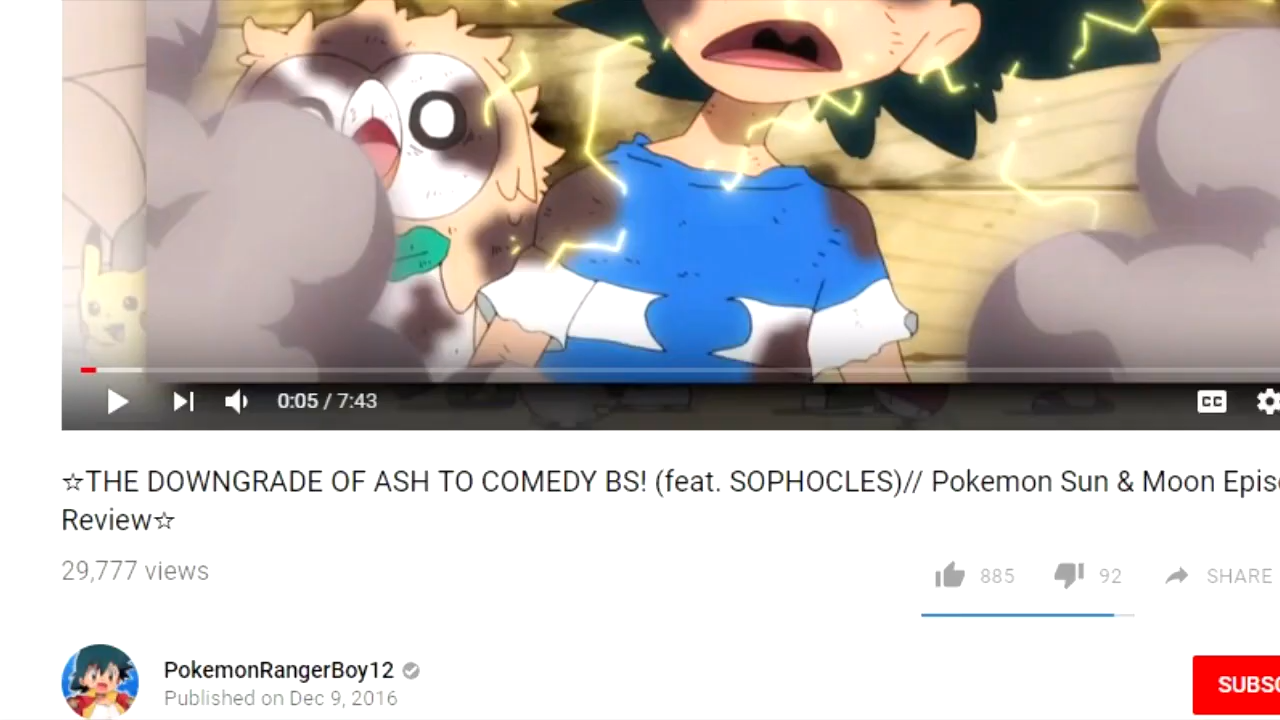 0:05 / 7:43
CC
☆THE DOWNGRADE OF ASH TO COMEDY BS! (feat. SOPHOCLES)// Pokemon Sun & Moon Epis
Review☆
29,777 views
885 92 SHARE
PokemonRangerBoy12
Published on Dec 9, 2016
SUBSC